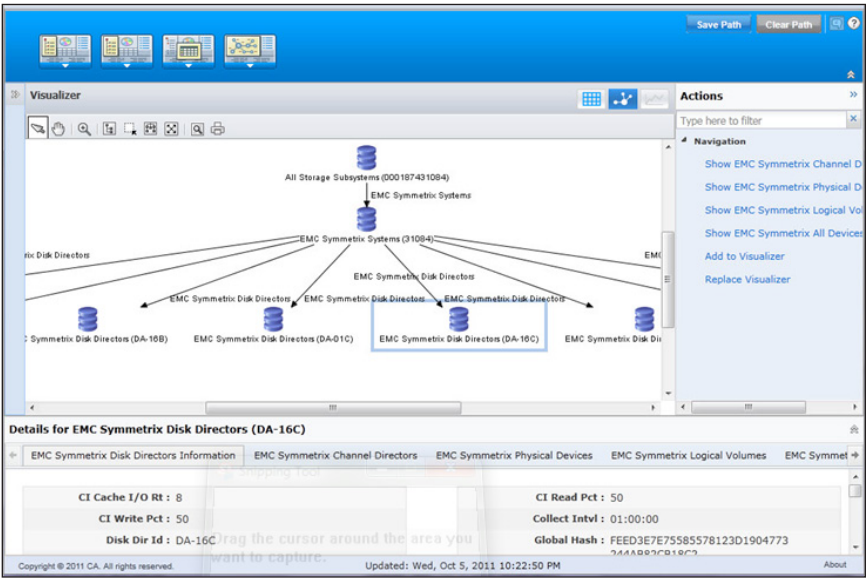 Save Path Clear Path CE ?
Visualizer
Actions
Type here to filter
Navigation
Show EMC Symmetrix Channel D
Show EMC Symmetrix Physical D
Show EMC Symmetrix Logical Vol
Show EMC Symmetrix All Devices
Add to Visualizer
Replace Visualizer
All Storage Subsystems (000187431084)
EMC Symmetrix Systems
EMC Symmetrix Systems (31084)
rix Disk Directors
EM
EMC Symmetrix Disk Directors
EMC Symmetrix Disk Directors EMC Symmetrix Disk Directors EMC Symmetrix Disk Directors
Symmetrix Disk Directors (DA-16B) EMC Symmetrix Disk Directors (DA-01C) EMC Symmetrix Disk Directors (DA-16C) EMC Symmetrix Disk Di
Details for EMC Symmetrix Disk Directors (DA-16C)
EMC Symmetrix Disk Directors Information EMC Symmetrix Channel Directors EMC Symmetrix Physical Devices EMC Symmetrix Logical Volumes EMC Symmet
Snipping Tool
CI Cache I/O Rt : 8 CI Read Pct : 50
CI Write Pct : 50 Collect Intvl : 01:00:00
Disk Dir Id : DA-16C Global Hash : FEED3E7E75585578123D1904773
Drag the cursor around the area you
want to capture.
244AB82CB18C2
Copyright © 2011 CA. All rights reserved. Updated: Wed, Oct 5, 2011 10:22:50 PM About